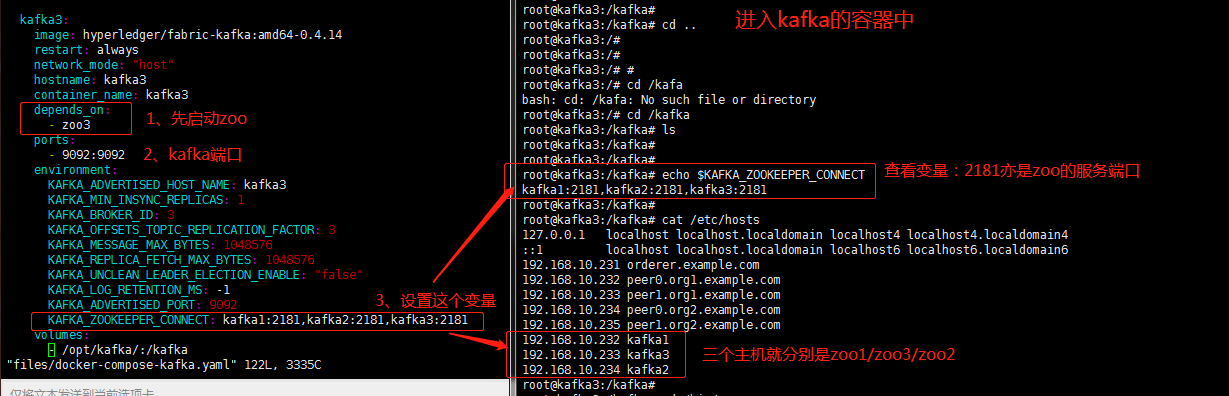 kafka3:
image: hyperledger/fabric-kafka:amd64-0.4.14
restart: always
network_mode: "host"
hostname: kafka3
container_name: kafka3
depends_on:
- zoo3
1、先启动zoo
ports:
- 9092:9092
2、kafka端口
environment:
KAFKA_ADVERTISED_HOST_NAME: kafka3
KAFKA_MIN_INSYNC_REPLICAS: 1
KAFKA_BROKER_ID: 3
KAFKA_OFFSETS_TOPIC_REPLICATION_FACTOR: 3
KAFKA_MESSAGE_MAX_BYTES: 1048576
KAFKA_REPLICA_FETCH_MAX_BYTES: 1048576
KAFKA_UNCLEAN_LEADER_ELECTION_ENABLE: "false"
KAFKA_LOG_RETENTION_MS: -1
KAFKA_ADVERTISED_PORT: 9092
3、设置这个变量
KAFKA_ZOOKEEPER_CONNECT: kafka1:2181,kafka2:2181,kafka3:2181
volumes:
- /opt/kafka/:/kafka
"files/docker-compose-kafka.yaml" 122L, 3335C
仅将文本发送到当前选项卡
root@kafka3:/kafka#
root@kafka3:/kafka# cd ..
进入kafka的容器中
root@kafka3:/#
root@kafka3:/#
root@kafka3:/# #
root@kafka3:/# cd /kafa
bash: cd: /kafa: No such file or directory
root@kafka3:/# cd /kafka
root@kafka3:/kafka# ls
root@kafka3:/kafka#
root@kafka3:/kafka#
root@kafka3:/kafka# echo $KAFKA_ZOOKEEPER_CONNECT
查看变量：2181亦是zoo的服务端口
kafka1:2181,kafka2:2181,kafka3:2181
root@kafka3:/kafka#
root@kafka3:/kafka# cat /etc/hosts
127.0.0.1 localhost localhost.localdomain localhost4 localhost4.localdomain4
::1 localhost localhost.localdomain localhost6 localhost6.localdomain6
192.168.10.231 orderer.example.com
192.168.10.232 peer0.org1.example.com
192.168.10.233 peer1.org1.example.com
192.168.10.234 peer0.org2.example.com
192.168.10.235 peer1.org2.example.com
192.168.10.232 kafka1
192.168.10.233 kafka3
三个主机就分别是zoo1/zoo3/zoo2
192.168.10.234 kafka2
root@kafka3:/kafka#